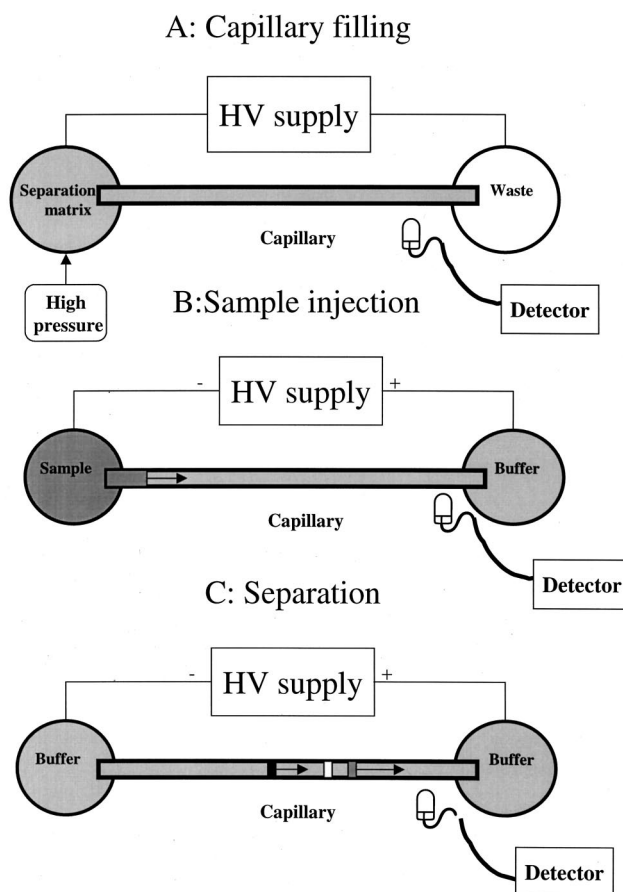 A: Capillary filling
HV supply
Separation
matrix
Waste
Capillary
High
pressure
Detector
B:Sample injection
-
HV supply
+
Sample
Buffer
Capillary
Detector
C: Separation
-
HV supply
+
Buffer
Buffer
Capillary
Detector